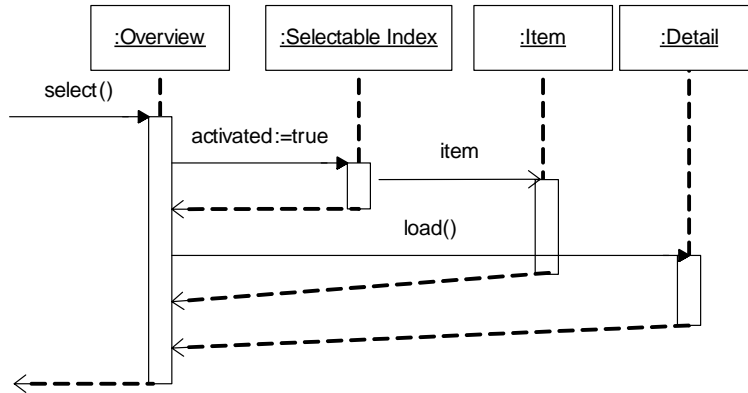 :Overview
:Selectable Index
:Item
:Detail
select()
activated:=true
item
load()